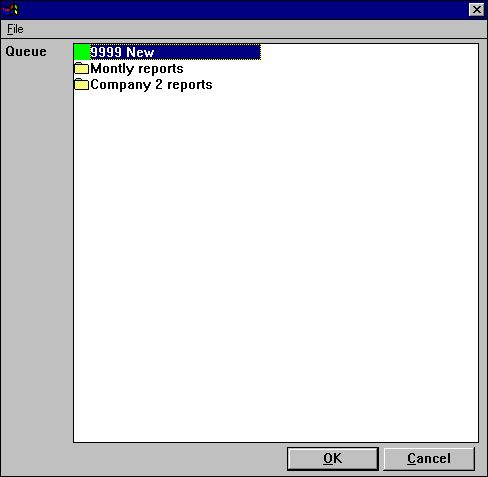 File
Queue
9999 New
Montly reports
Company 2 reports
OK
Cancel